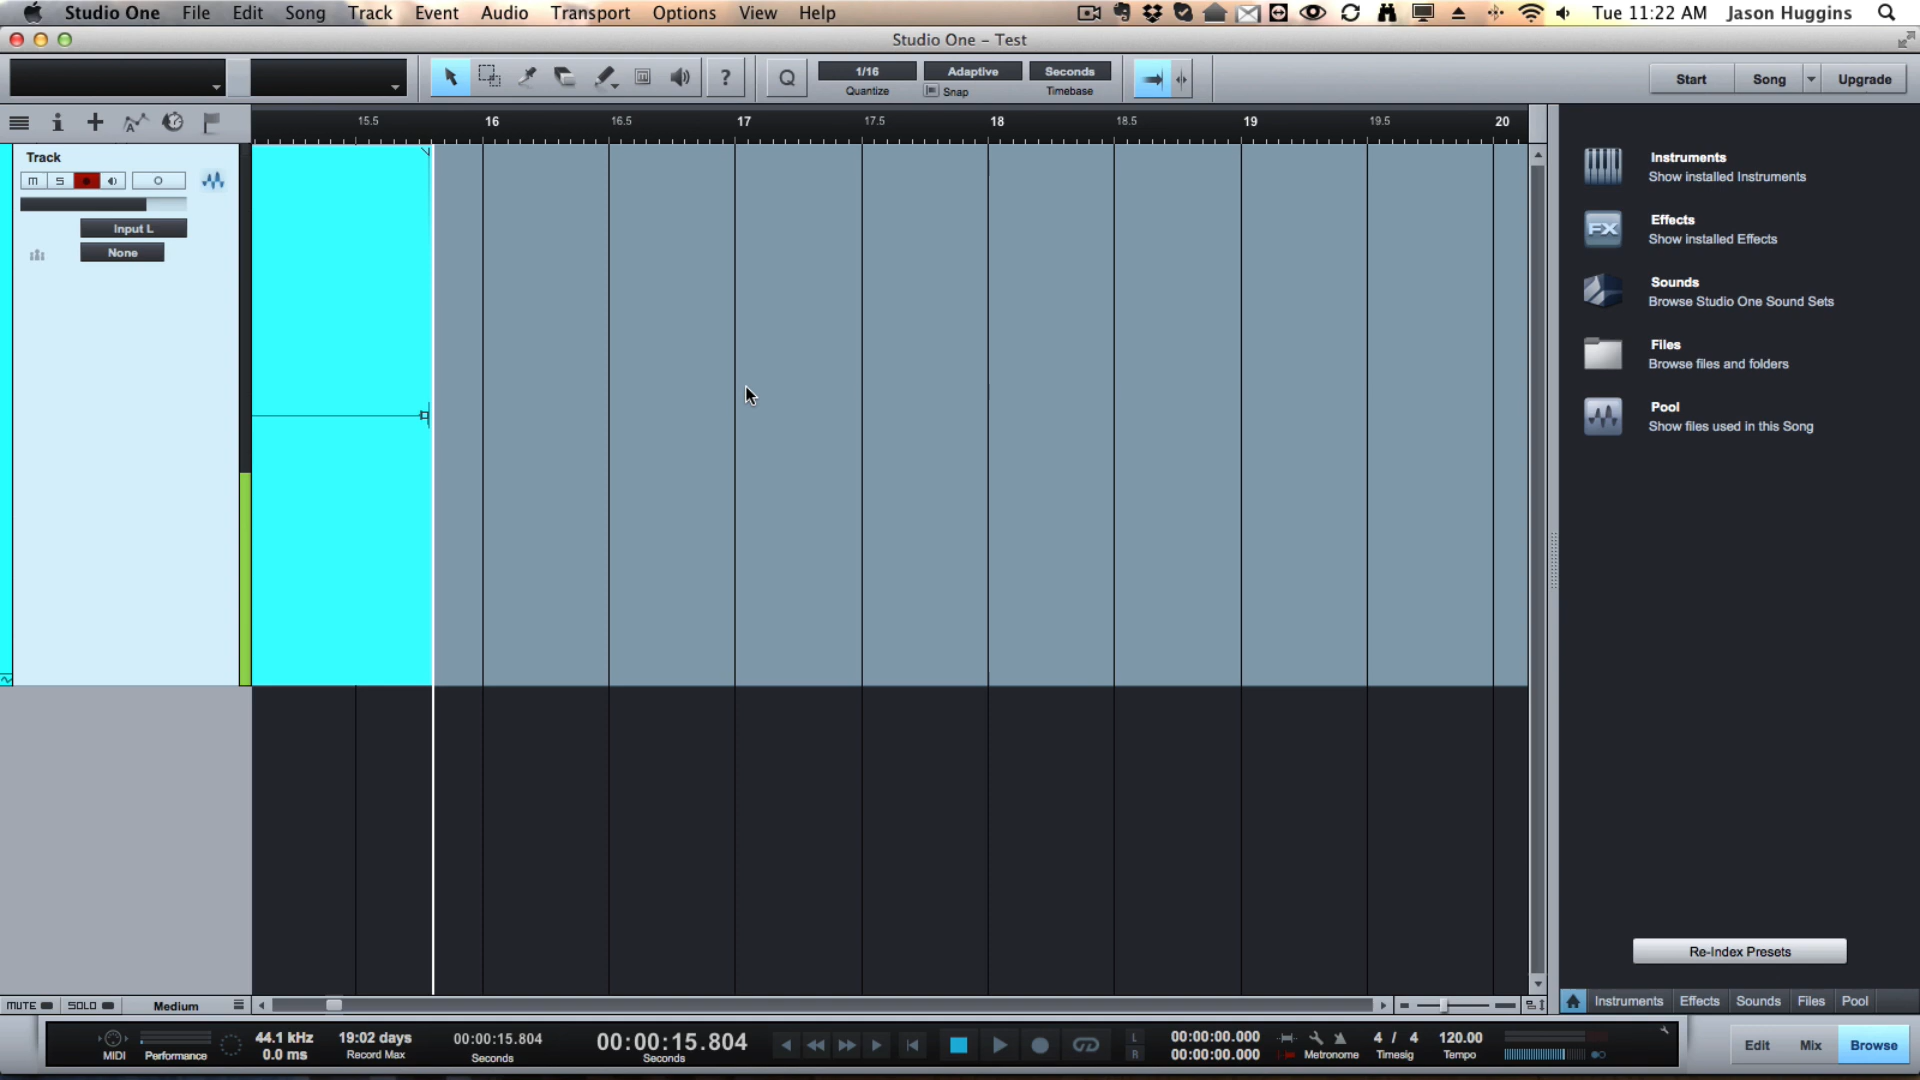 Studio One File Edit Song Track Event Audio Transport Options View Help Tue 11:22 AM Jason Huggins
Studio One – Test
1/16 Adaptive Seconds
Quantize Snap Timebase
? Q Start Song Upgrade
15.5 16 16.5 17 17.5 18 18.5 19 19.5 20
Track
m s
Input L
None
Instruments
Show installed Instruments
FX
Effects
Show installed Effects
Sounds
Browse Studio One Sound Sets
Files
Browse files and folders
Pool
Show files used in this Song
Re-Index Presets
MUTE SOLO Medium
Instruments Effects Sounds Files Pool
44.1 kHz 19:02 days 00:00:15.804 00:00:15.804 L 00:00:00.000 4 / 4 120.00
MIDI Performance 0.0 ms Record Max Seconds Seconds R 00:00:00.000 Metronome Timesig Tempo
Edit Mix Browse